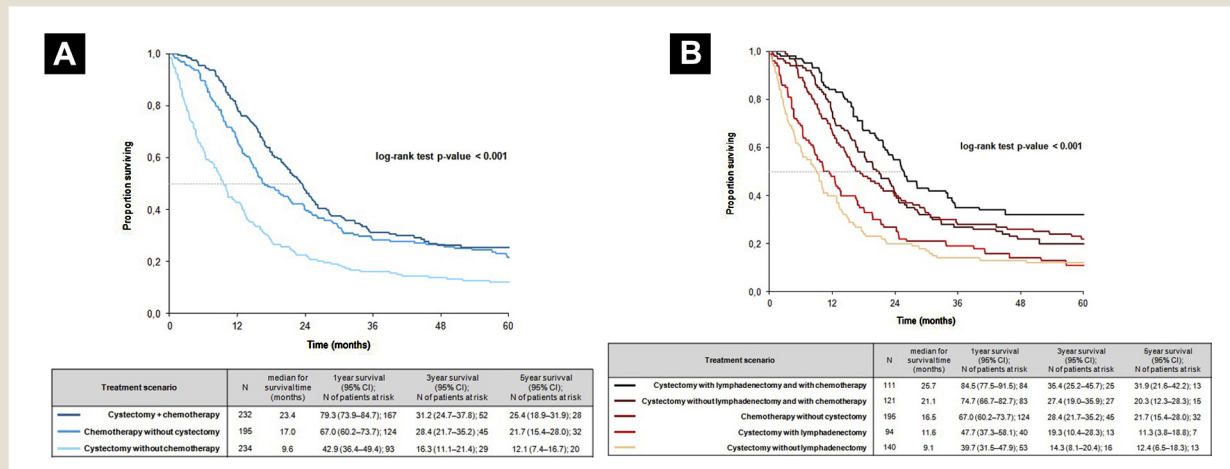 A
1,0
0,8
0,6
0,4
0,2
0,0
Proportion surviving
log-rank test p-value < 0.001
0 12 24 36 48 60
Time (months)
Treatment scenario N median for survival time (months) 1year survival (95% CI); N of patients at risk 3year survival (95% CI); N of patients at risk 5year survival (95% CI); N of patients at risk
Cystectomy + chemotherapy 232 23.4 79.3 (73.9–84.7); 167 31.2 (24.7–37.8); 52 25.4 (18.9–31.9); 28
Chemotherapy without cystectomy 195 17.0 67.0 (60.2–73.7); 124 28.4 (21.7–35.2); 45 21.7 (15.4–28.0); 32
Cystectomy without chemotherapy 234 9.6 42.9 (36.4–49.4); 93 16.3 (11.1–21.4); 29 12.1 (7.4–16.7); 20
B
1,0
0,8
0,6
0,4
0,2
0,0
Proportion surviving
log-rank test p-value < 0.001
0 12 24 36 48 60
Time (months)
Treatment scenario N median for survival time (months) 1year survival (95% CI); N of patients at risk 3year survival (95% CI); N of patients at risk 5year survival (95% CI); N of patients at risk
Cystectomy with lymphadenectomy and with chemotherapy 111 25.7 84.5 (77.5–91.5); 84 35.4 (25.2–45.7); 25 31.9 (21.6–42.2); 13
Cystectomy without lymphadenectomy and with chemotherapy 121 21.1 74.7 (66.7–82.7); 83 27.4 (19.0–35.9); 27 20.3 (12.3–28.3); 15
Chemotherapy without cystectomy 195 16.5 67.0 (60.2–73.7); 124 28.4 (21.7–35.2); 45 21.7 (15.4–28.0); 32
Cystectomy with lymphadenectomy 94 11.6 47.7 (37.3–58.1); 40 19.3 (10.4–28.3); 13 11.3 (3.8–18.8); 7
Cystectomy without lymphadenectomy 140 9.1 39.7 (31.5–47.9); 53 14.3 (8.1–20.4); 16 12.4 (6.5–18.3); 13